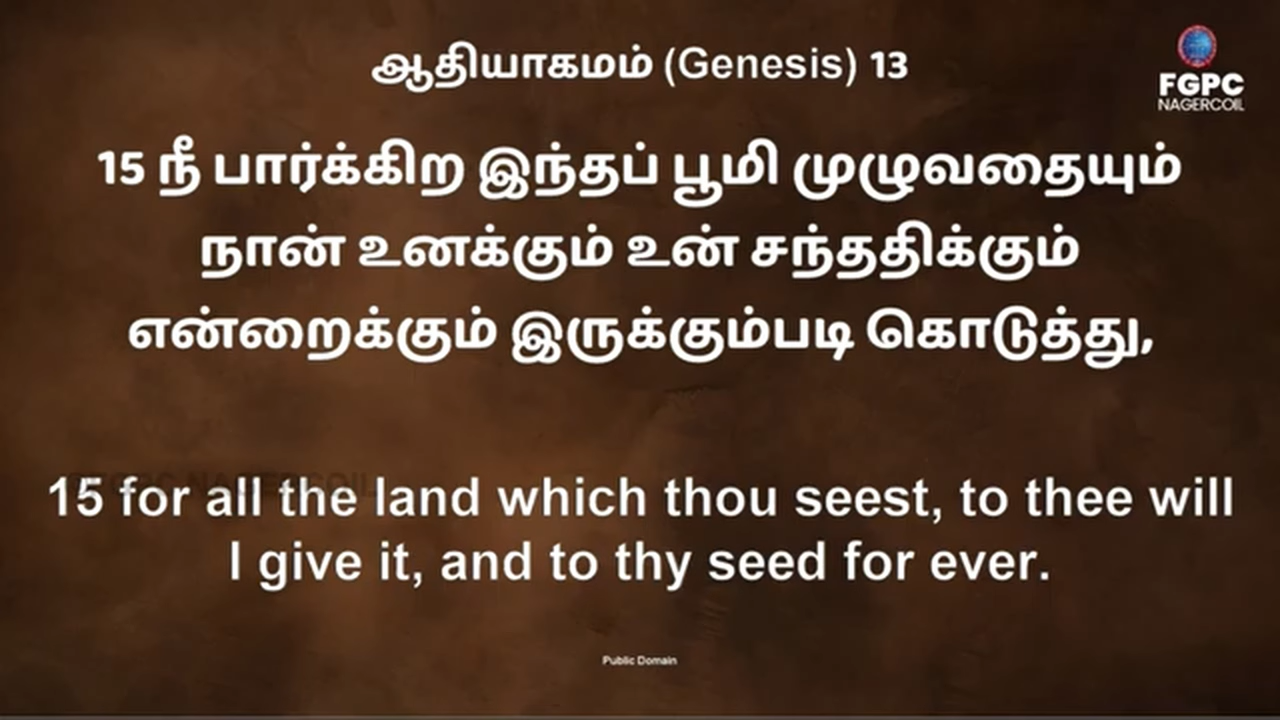 ஆதியாகமம் (Genesis) 13
FGPC
NAGERCOIL
15 நீ பார்க்கிற இந்தப் பூமி முழுவதையும்
நான் உனக்கும் உன் சந்ததிக்கும்
என்றைக்கும் இருக்கும்படி கொடுத்து,
15 for all the land which thou seest, to thee will
I give it, and to thy seed for ever.
Public Domain